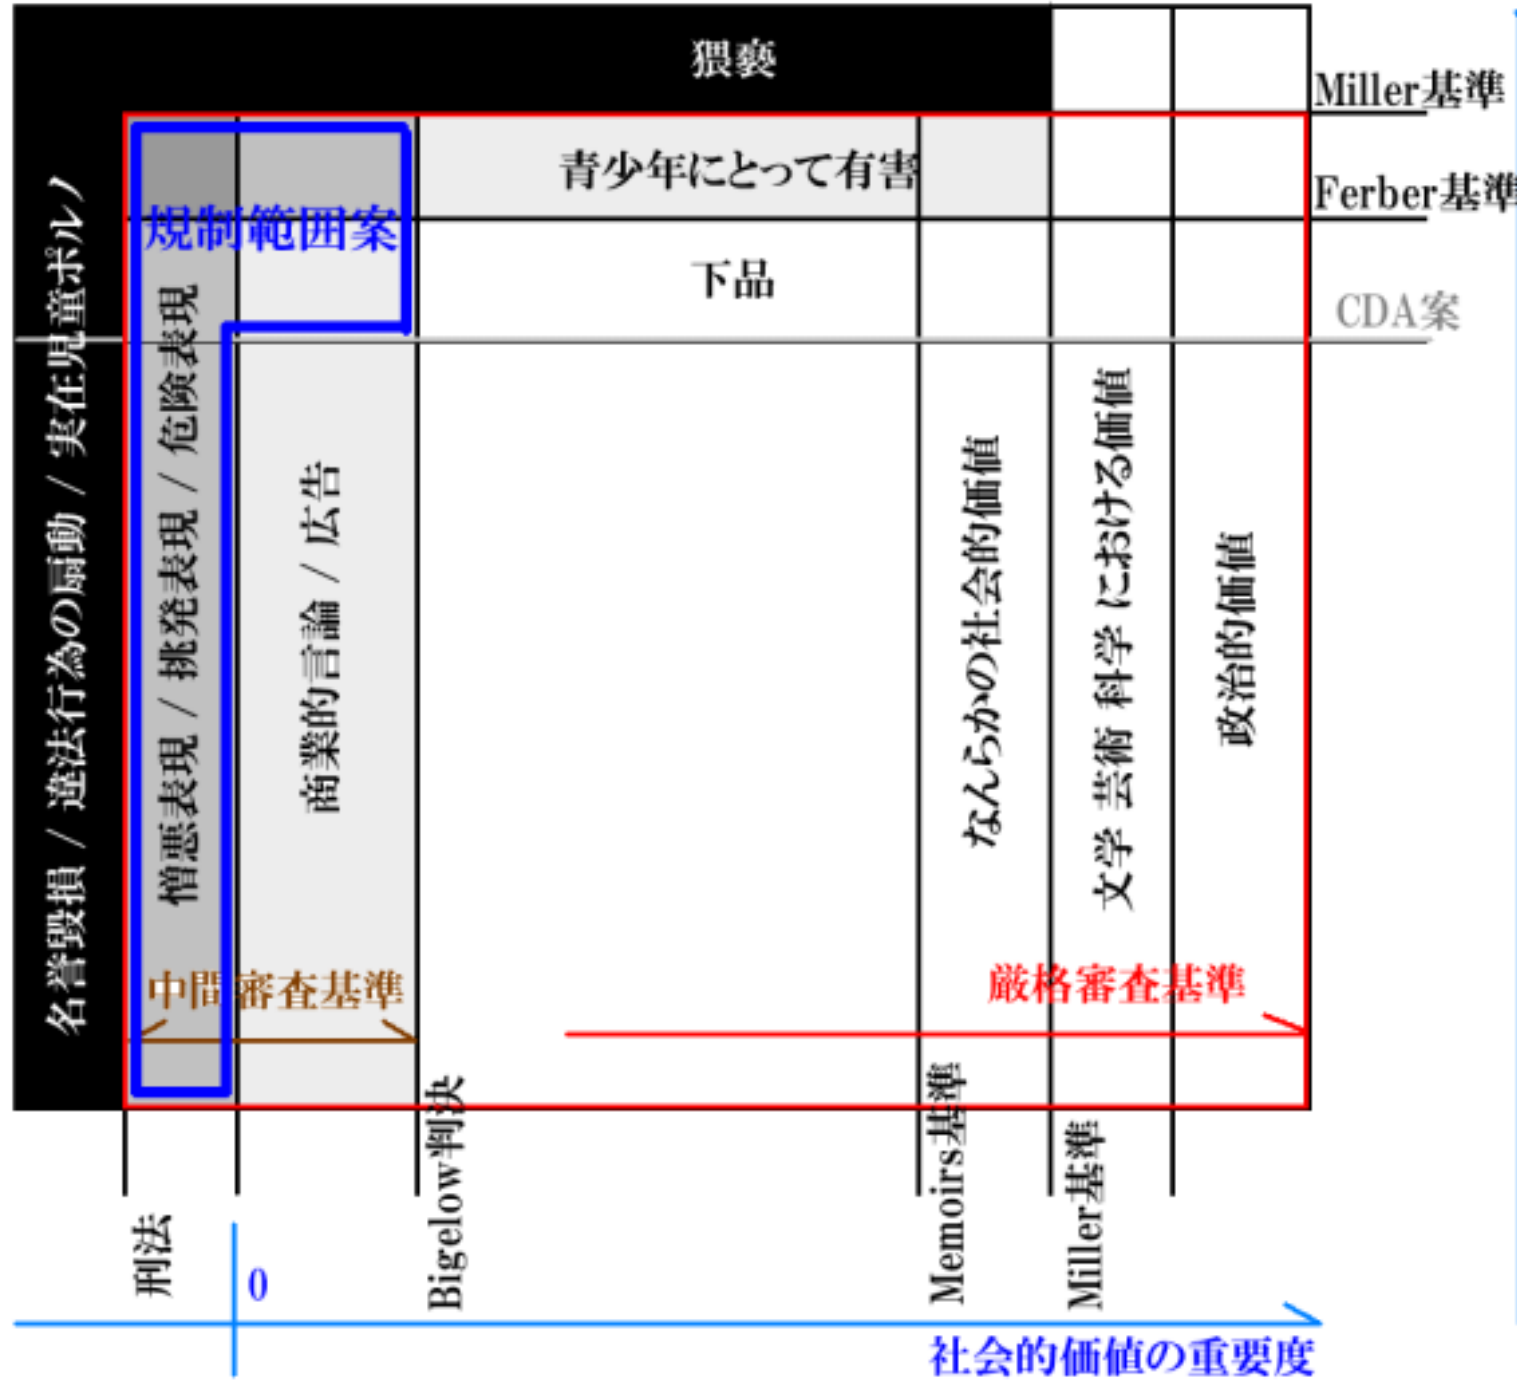 猥褻
Miller基準
青少年にとって有害
Ferber基準
規制範囲案
下品
CDA案
名誉毀損 / 違法行為の扇動 / 実在児童ポルノ
憎悪表現 / 挑発表現 / 危険表現
商業的言論 / 広告
なんらかの社会的価値
文学 芸術 科学 における価値
政治的価値
中間審査基準
厳格審査基準
刑法
Bigelow判決
Memoirs基準
Miller基準
0
社会的価値の重要度